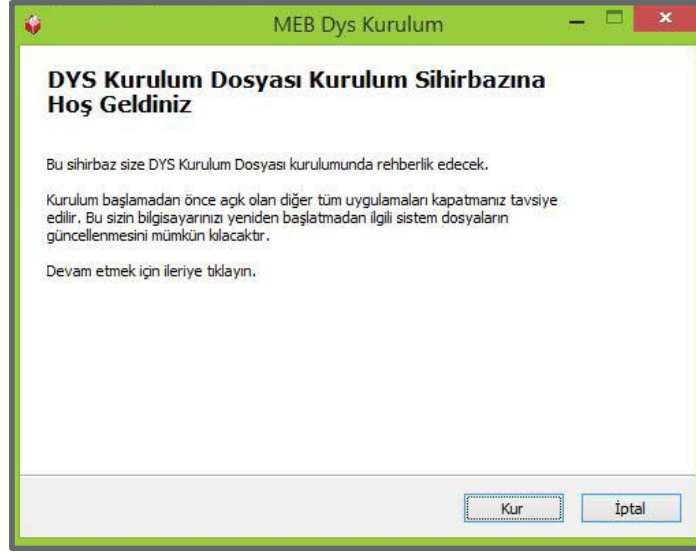 MEB Dys Kurulum
DYS Kurulum Dosyası Kurulum Sihirbazına
Hoş Geldiniz
Bu sihirbaz size DYS Kurulum Dosyası kurulumunda rehberlik edecek.
Kurulum başlamadan önce açık olan diğer tüm uygulamaları kapatmanız tavsiye
edilir. Bu sizin bilgisayarınızı yeniden başlatmadan ilgili sistem dosyaların
güncellenmesini mümkün kılacaktır.
Devam etmek için ileriye tıklayın.
Kur
İptal